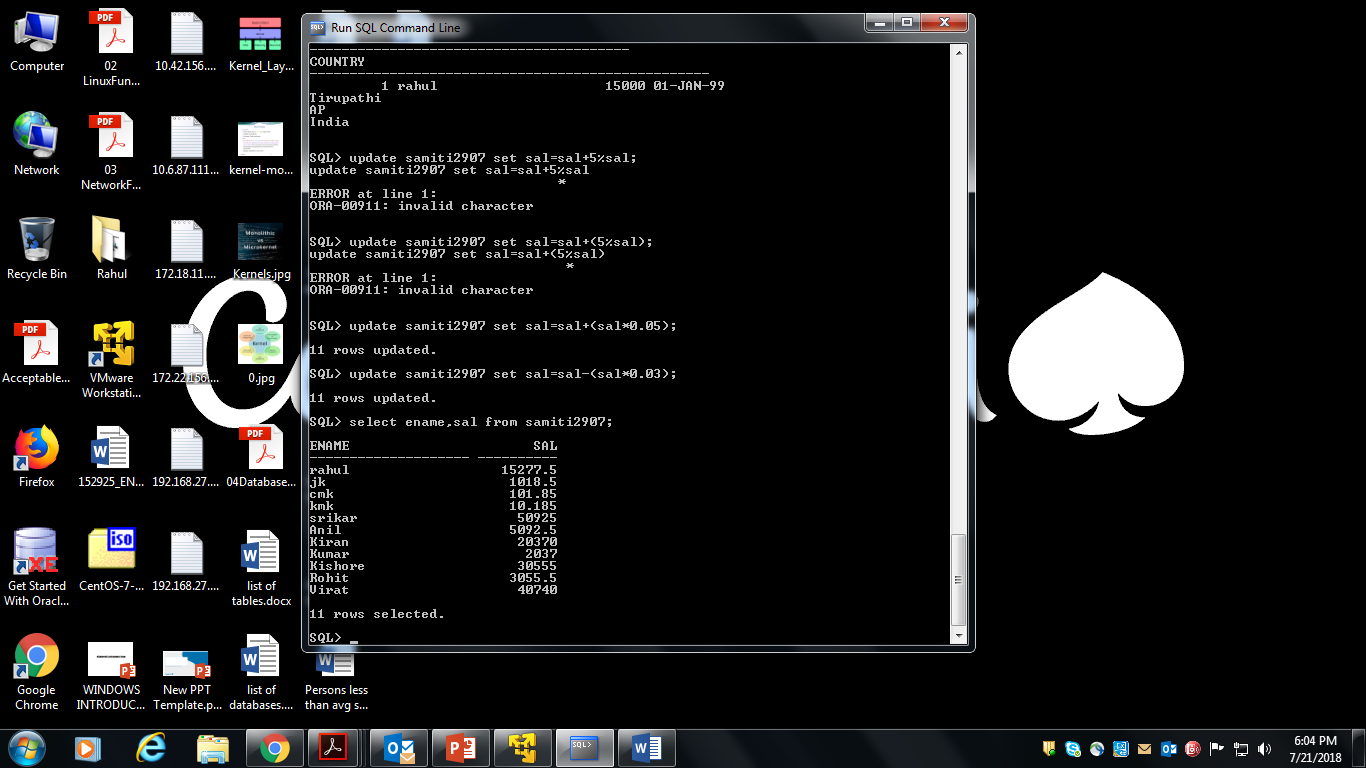 Computer
PDF
02
LinuxFun...
10.42.156....
Kernel_Lay...
Network
PDF
03
NetworkF...
10.6.87.111...
kernel-mo...
Recycle Bin
Rahul
172.18.11....
Monolithic
vs
Microkernel
Kernels.jpg
PDF
Acceptable...
VMware
Workstati...
172.22.156....
Kernel
0.jpg
Firefox
152925_EN...
192.168.27....
PDF
04Database...
XE
Get Started
With Oracl...
iso
CentOS-7-...
192.168.27....
list of
tables.docx
Google
Chrome
WINDOWS
INTRODUC...
New PPT
Template.p...
list of
databases....
Persons less
than avg s...
Run SQL Command Line
--------------------------------------------------------------------------------
COUNTRY
--------------------------------------------------
1 rahul 15000 01-JAN-99
Tirupathi
AP
India
SQL> update samiti2907 set sal=sal+5%sal;
update samiti2907 set sal=sal+5%sal
*
ERROR at line 1:
ORA-00911: invalid character
SQL> update samiti2907 set sal=sal+(5%sal);
update samiti2907 set sal=sal+(5%sal)
*
ERROR at line 1:
ORA-00911: invalid character
SQL> update samiti2907 set sal=sal+(sal*0.05);
11 rows updated.
SQL> update samiti2907 set sal=sal-(sal*0.03);
11 rows updated.
SQL> select ename,sal from samiti2907;
ENAME SAL
-------------------- ----------
rahul 15277.5
jk 1018.5
cmk 101.85
kmk 10.185
srikar 50925
Anil 5092.5
Kiran 20370
Kumar 2037
Kishore 30555
Rohit 3055.5
Virat 40740
11 rows selected.
SQL> _
6:04 PM
7/21/2018